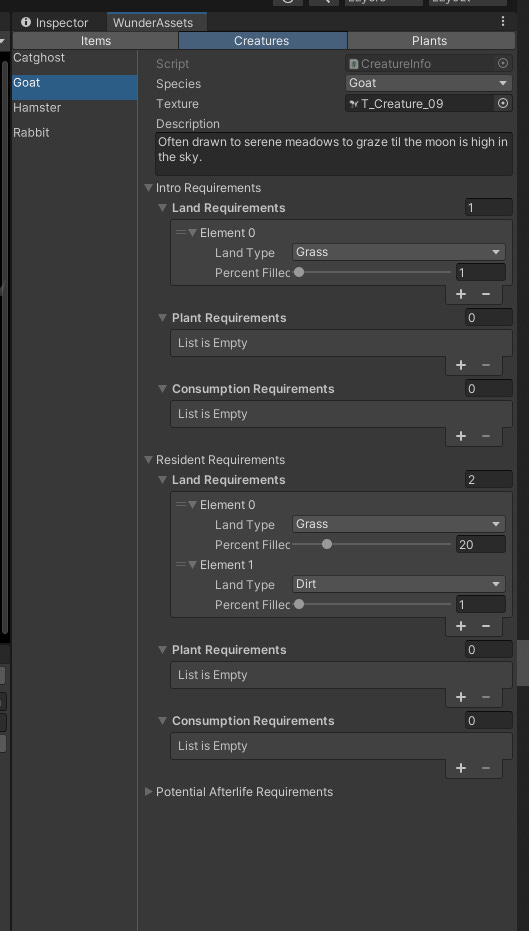 Inspector
WunderAssets
Items
Creatures
Plants
Catghost
Goat
Hamster
Rabbit
Script
CreatureInfo
Species
Goat
Texture
T_Creature_09
Description
Often drawn to serene meadows to graze til the moon is high in
the sky.
Intro Requirements
Land Requirements
1
Element 0
Land Type
Grass
Percent Filled
1
Plant Requirements
0
List is Empty
Consumption Requirements
0
List is Empty
Resident Requirements
Land Requirements
2
Element 0
Land Type
Grass
Percent Filled
20
Element 1
Land Type
Dirt
Percent Filled
1
Plant Requirements
0
List is Empty
Consumption Requirements
0
List is Empty
Potential Afterlife Requirements